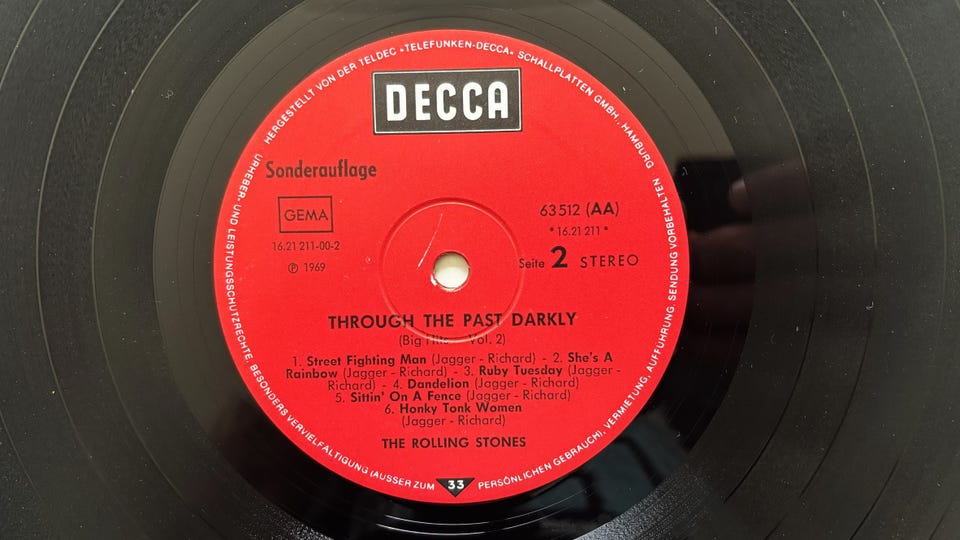 HERGESTELLT VON DER TELDEC »TELEFUNKEN-DECCA« SCHALLPLATTEN GMBH., HAMBURG
DECCA
Sonderauflage
GEMA
63512 (AA)
* 16.21 211 *
16.21 211-00-2
Seite 2 STEREO
Ⓟ 1969
THROUGH THE PAST DARKLY
(Big Hits Vol. 2)
1. Street Fighting Man (Jagger - Richard) - 2. She's A
Rainbow (Jagger - Richard) - 3. Ruby Tuesday (Jagger -
Richard) - 4. Dandelion (Jagger - Richard)
5. Sittin' On A Fence (Jagger - Richard)
6. Honky Tonk Women
(Jagger - Richard)
THE ROLLING STONES
33
URHEBER- UND LEISTUNGSSCHUTZRECHTE, BESONDERS VERVIELFÄLTIGUNG (AUSSER ZUM PERSÖNLICHEN GEBRAUCH), VERMIETUNG, AUFFÜHRUNG, SENDUNG VORBEHALTEN